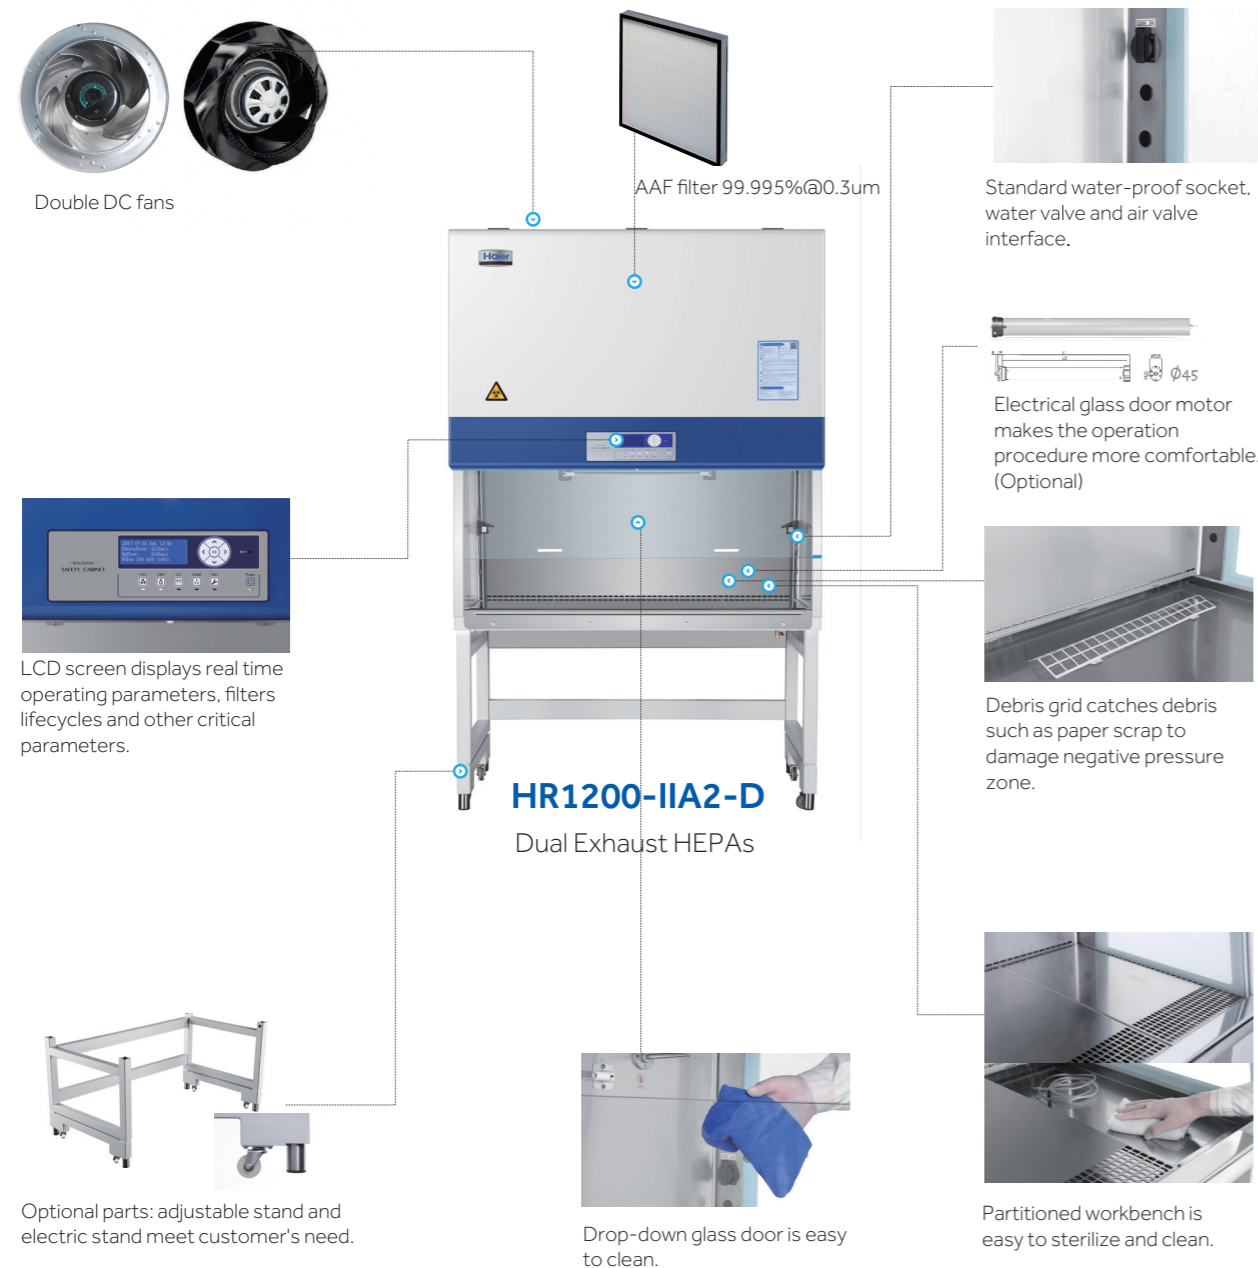 Double DC fans
AAF filter 99.995%@0.3um
Standard water-proof socket,
water valve and air valve
interface.
Haier
Ø45
Electrical glass door motor
makes the operation
procedure more comfortable.
(Optional)
SAFETY CABINET
LCD screen displays real time
operating parameters, filters
lifecycles and other critical
parameters.
Debris grid catches debris
such as paper scrap to
damage negative pressure
zone.
HR1200-IIA2-D
Dual Exhaust HEPAs
Optional parts: adjustable stand and
electric stand meet customer's need.
Drop-down glass door is easy
to clean.
Partitioned workbench is
easy to sterilize and clean.